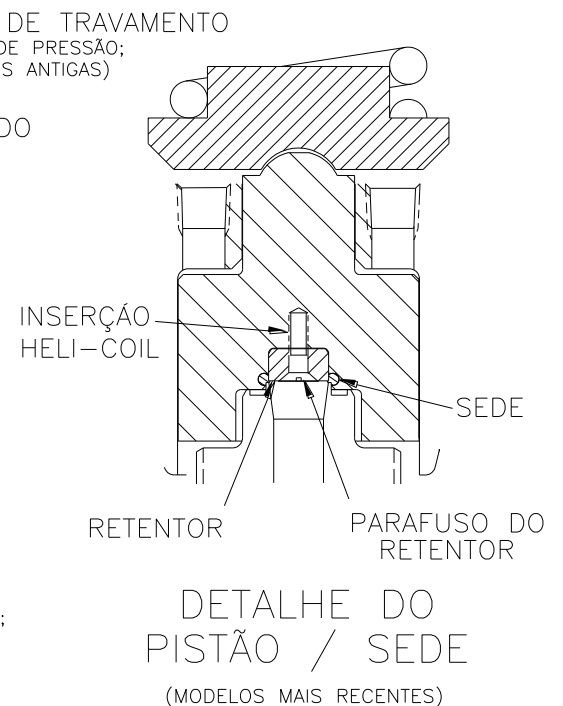 DE TRAVAMENTO
DE PRESSÃO;
S ANTIGAS)
DO
INSERÇÁO
HELI-COIL
SEDE
RETENTOR
PARAFUSO DO
RETENTOR
;
DETALHE DO
PISTÃO / SEDE
(MODELOS MAIS RECENTES)